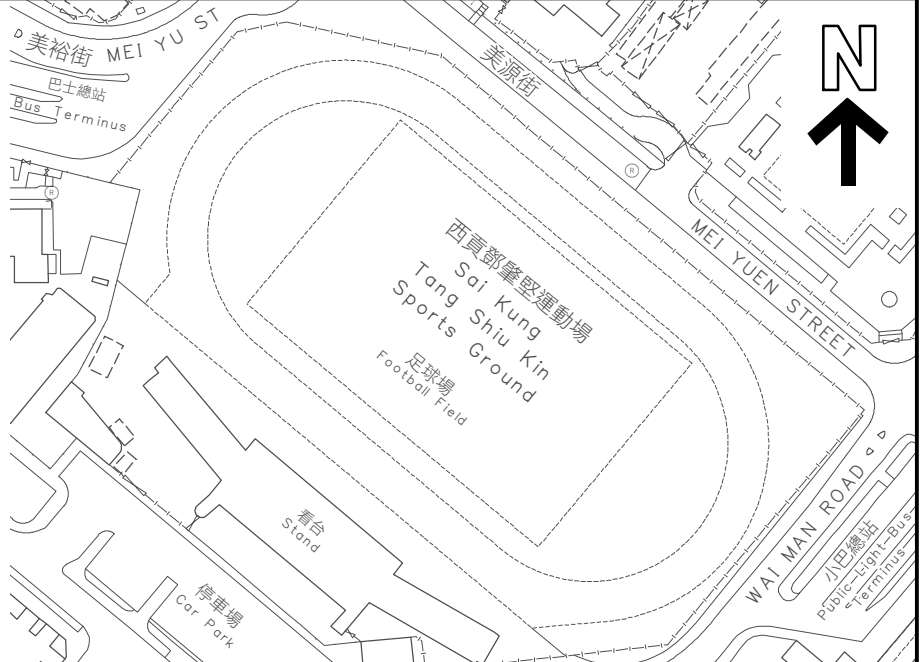 美裕街 MEI YU ST
巴士總站
Bus Terminus
R
N
美源街
R
MEI YUEN STREET
西貢鄧肇堅運動場
Sai Kung
Tang Shiu Kin
Sports Ground
足球場
Football Field
看台
Stand
停車場
Car Park
WAI MAN ROAD
小巴總站
Public-Light-Bus
Terminus